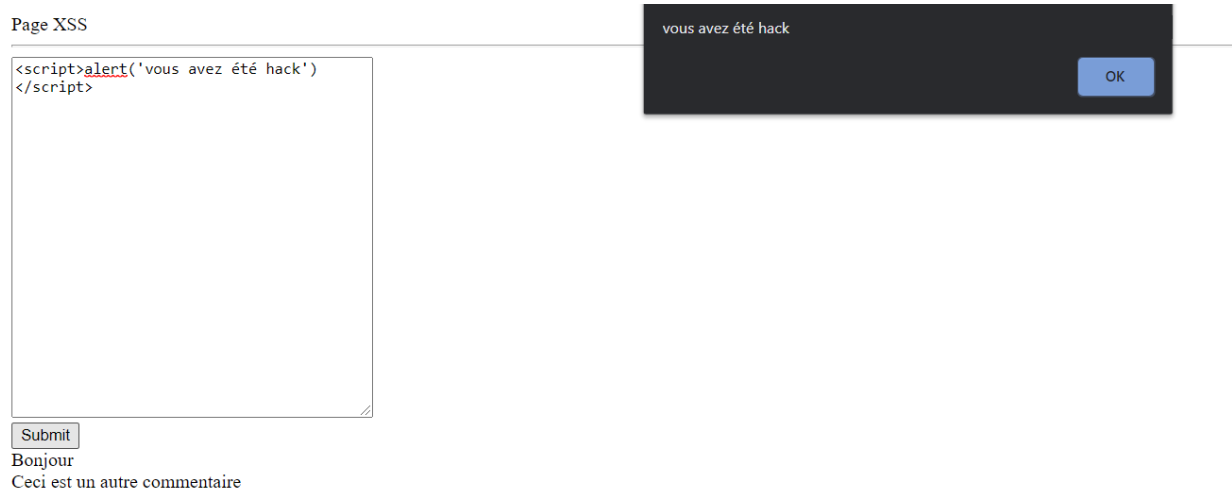 Page XSS
vous avez été hack
OK
<script>alert('vous avez été hack')
</script>
Submit
Bonjour
Ceci est un autre commentaire